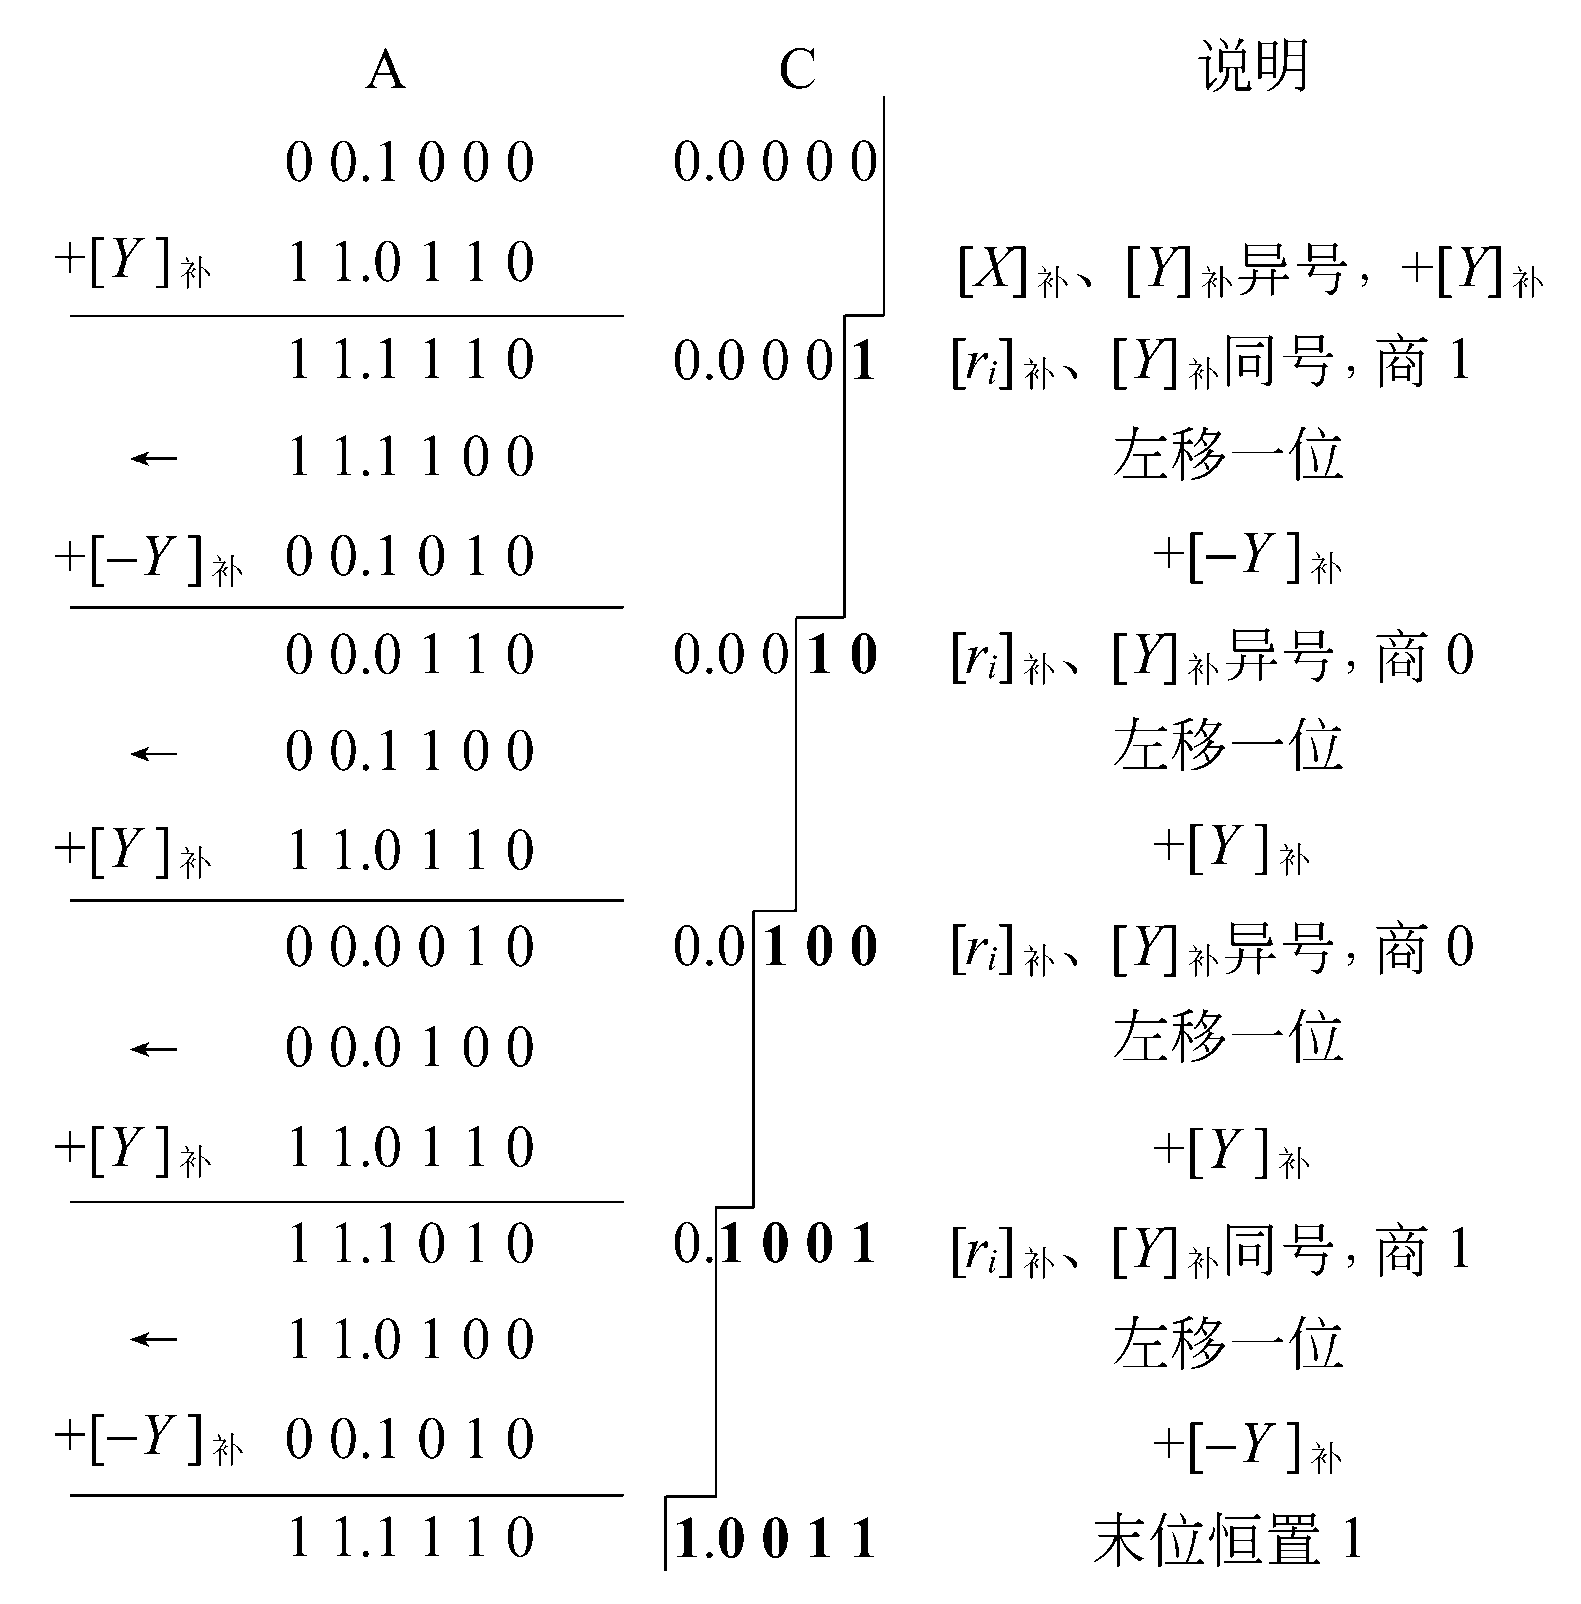 A C 说明
0 0.1 0 0 0 0.0 0 0 0
+[Y]补 1 1.0 1 1 0 [X]补、[Y]补异号，+[Y]补
1 1.1 1 1 0 0.0 0 0 1 [ri]补、[Y]补同号，商 1
← 1 1.1 1 0 0 左移一位
+[−Y]补 0 0.1 0 1 0 +[−Y]补
0 0.0 1 1 0 0.0 0 1 0 [ri]补、[Y]补异号，商 0
← 0 0.1 1 0 0 左移一位
+[Y]补 1 1.0 1 1 0 +[Y]补
0 0.0 0 1 0 0.0 1 0 0 [ri]补、[Y]补异号，商 0
← 0 0.0 1 0 0 左移一位
+[Y]补 1 1.0 1 1 0 +[Y]补
1 1.1 0 1 0 0.1 0 0 1 [ri]补、[Y]补同号，商 1
← 1 1.0 1 0 0 左移一位
+[−Y]补 0 0.1 0 1 0 +[−Y]补
1 1.1 1 1 0 1.0 0 1 1 末位恒置 1